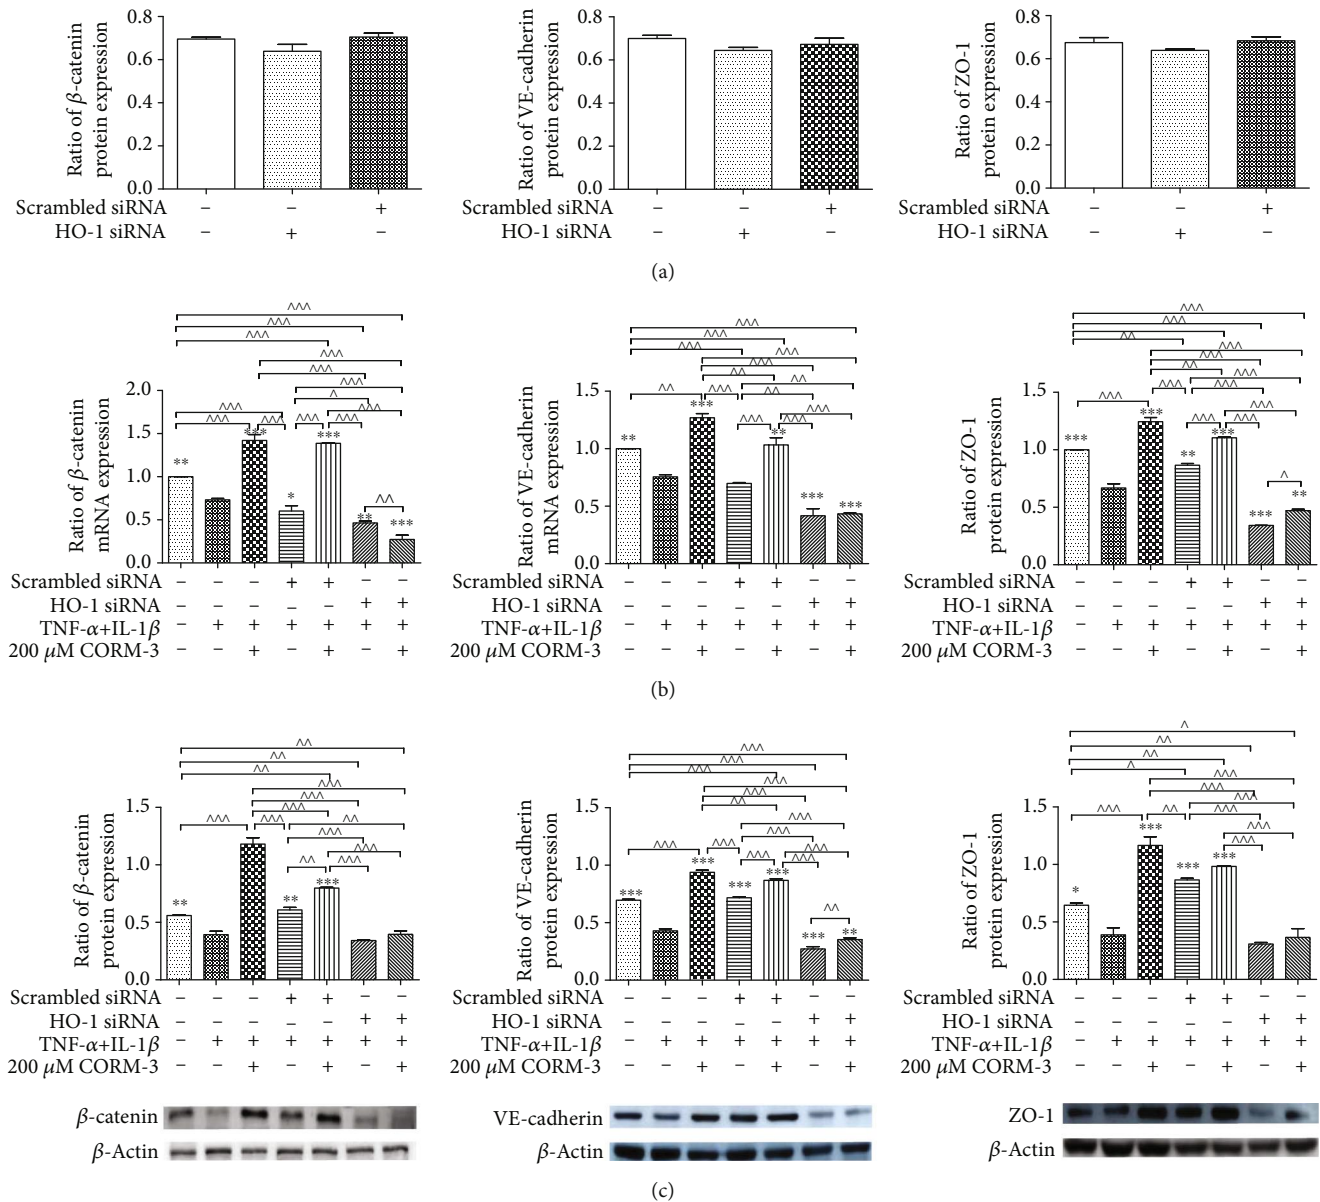 Ratio of β-catenin
protein expression
0.8
0.6
0.4
0.2
0.0
Scrambled siRNA – – +
HO-1 siRNA – + –
Ratio of VE-cadherin
protein expression
0.8
0.6
0.4
0.2
0.0
– – +
HO-1 siRNA – + –
Ratio of ZO-1
protein expression
0.8
0.6
0.4
0.2
0.0
Scrambled siRNA – – +
HO-1 siRNA – + –
(a)
Ratio of β-catenin
mRNA expression
2.0
1.5
1.0
0.5
0.0
^^^
^^^
^^^
^^^
^^^
^^^
^
^^^
^^^
^^^ ^^^ ^^^ ^^^
** *** * *** ** ^^ ***
Scrambled siRNA – – – + + – –
HO-1 siRNA – – – – – + +
TNF-α+IL-1β – + + + + + +
200 μM CORM-3 – – + – + – +
Ratio of VE-cadherin
mRNA expression
1.5
1.0
0.5
0.0
^^^
^^^
^^^
^^^
^^^
^^ ^^
^^
^^ ^^^
^^^ ^^^ ^^^
** *** ** *** ***
Scrambled siRNA – – – + + – –
HO-1 siRNA – – – – – + +
TNF-α+IL-1β – + + + + + +
200 μM CORM-3 – – + – + – +
Ratio of ZO-1
protein expression
1.5
1.0
0.5
0.0
^^^
^^^
^^^
^^
^^^
^^^
^^
^^^
^^^ ^^^ ^^^
^^^
^^^ ^^^
*** *** ** *** *** ^ **
Scrambled siRNA – – – + + – –
HO-1 siRNA – – – – – + +
TNF-α+IL-1β – + + + + + +
200 μM CORM-3 – – + – + – +
(b)
Ratio of β-catenin
protein expression
1.5
1.0
0.5
0.0
^^
^^
^^
^^^
^^^
^^^
^^^ ^^^ ^^
^^^
^^ ^^^
** ** ***
Scrambled siRNA – – – + + – –
HO-1 siRNA – – – – – + +
TNF-α+IL-1β – + + + + + +
200 μM CORM-3 – – + – + – +
β-catenin
β-Actin
Ratio of VE-cadherin
protein expression
1.5
1.0
0.5
0.0
^^^
^^^
^^^
^^^
^^^
^^
^^^
^^^
^^^ ^^^ ^^^
^^^ ^^^
*** *** *** *** *** ^^ **
Scrambled siRNA – – – + + – –
HO-1 siRNA – – – – – + +
TNF-α+IL-1β – + + + + + +
200 μM CORM-3 – – + – + – +
VE-cadherin
β-Actin
Ratio of ZO-1
protein expression
1.5
1.0
0.5
0.0
^
^^
^^
^
^^^
^^^
^^^
^^^
^^^ ^^ ^^^
^^^
^^^
* *** *** ***
Scrambled siRNA – – – + + – –
HO-1 siRNA – – – – – + +
TNF-α+IL-1β – + + + + + +
200 μM CORM-3 – – + – + – +
ZO-1
β-Actin
(c)